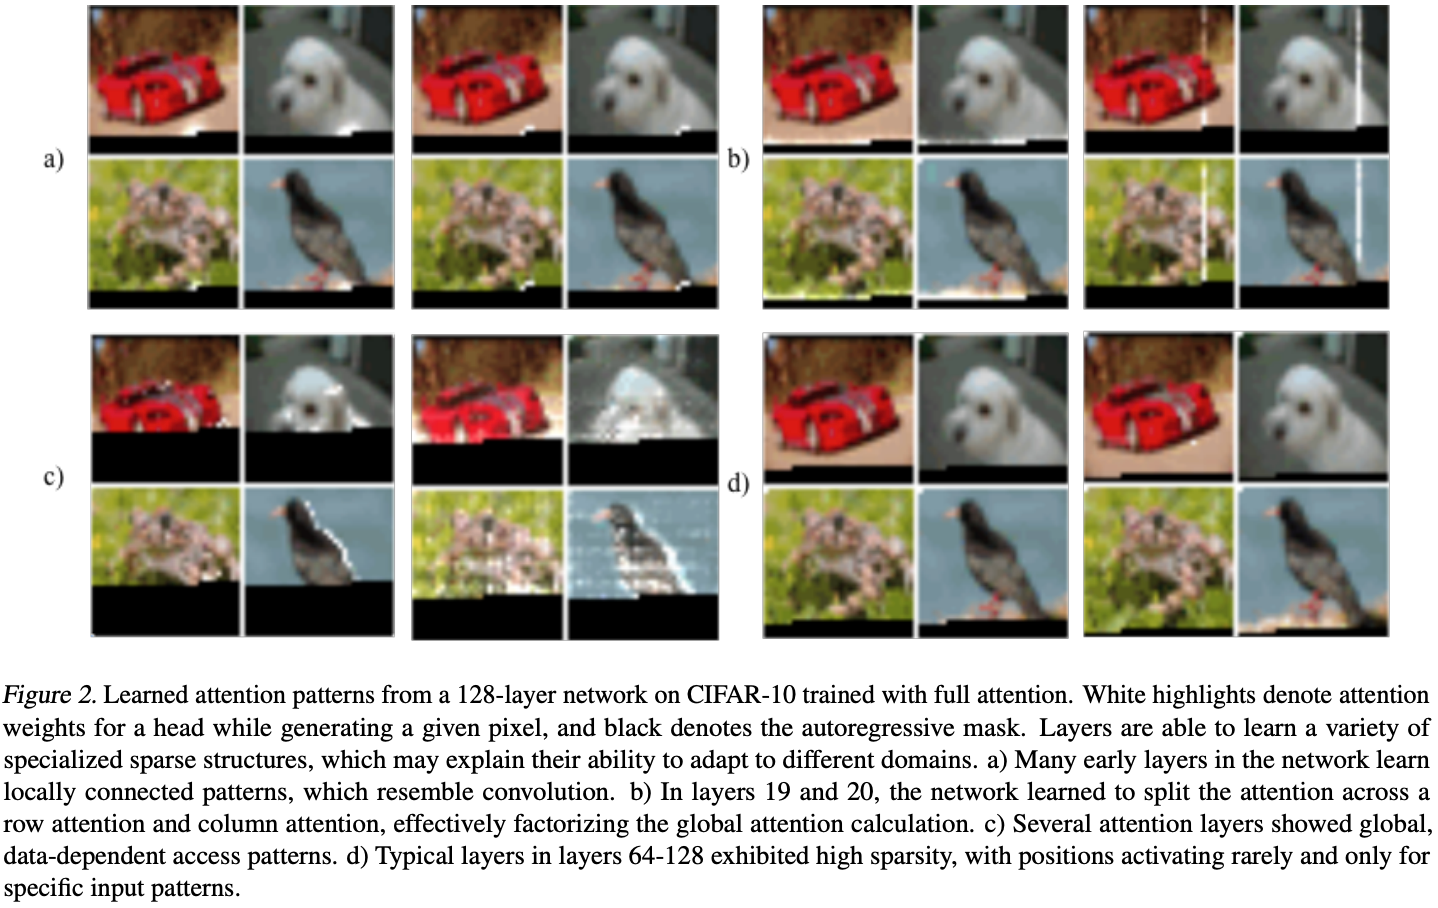 a)
b)
c)
d)
Figure 2. Learned attention patterns from a 128-layer network on CIFAR-10 trained with full attention. White highlights denote attention
weights for a head while generating a given pixel, and black denotes the autoregressive mask. Layers are able to learn a variety of
specialized sparse structures, which may explain their ability to adapt to different domains. a) Many early layers in the network learn
locally connected patterns, which resemble convolution. b) In layers 19 and 20, the network learned to split the attention across a
row attention and column attention, effectively factorizing the global attention calculation. c) Several attention layers showed global,
data-dependent access patterns. d) Typical layers in layers 64-128 exhibited high sparsity, with positions activating rarely and only for
specific input patterns.